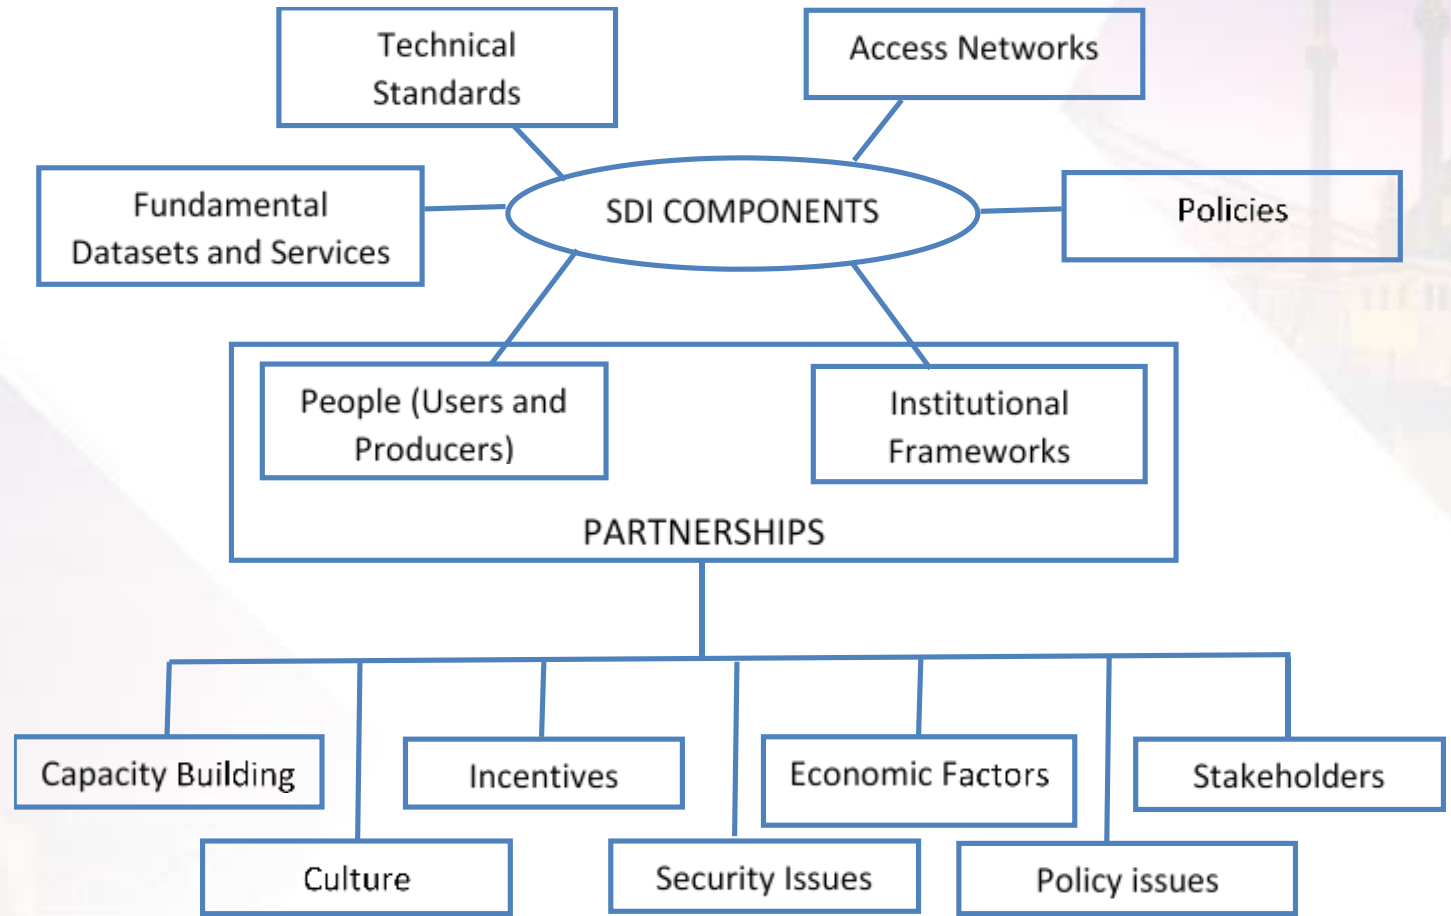 Technical
Standards
Access Networks
Fundamental
Datasets and Services
SDI COMPONENTS
Policies
People (Users and
Producers)
Institutional
Frameworks
PARTNERSHIPS
Capacity Building
Incentives
Economic Factors
Stakeholders
Culture
Security Issues
Policy issues